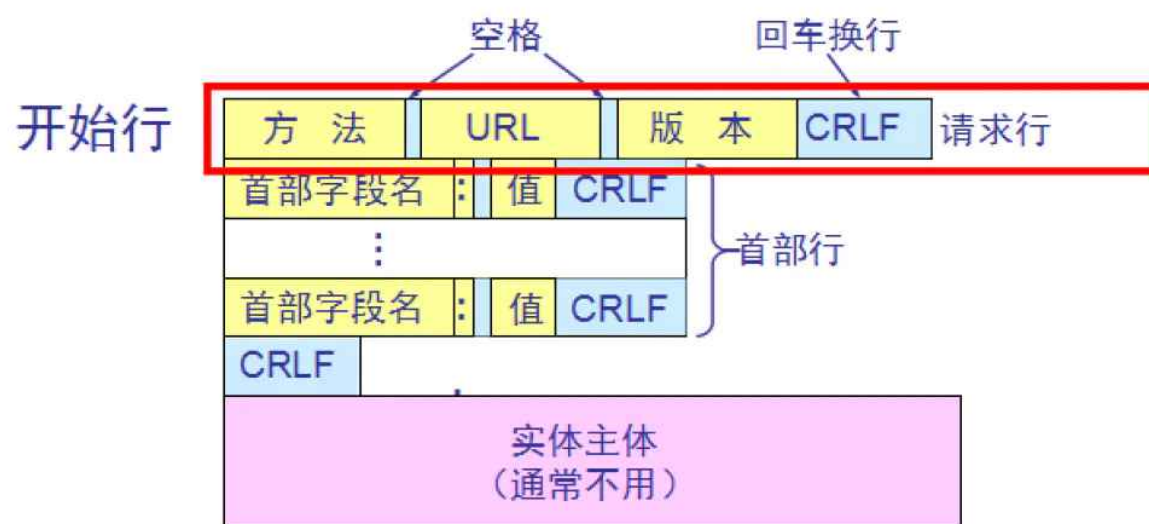 空格 回车换行
开始行 方 法 URL 版 本 CRLF 请求行
首部字段名 : 值 CRLF
⋮ 首部行
首部字段名 : 值 CRLF
CRLF
实体主体
（通常不用）